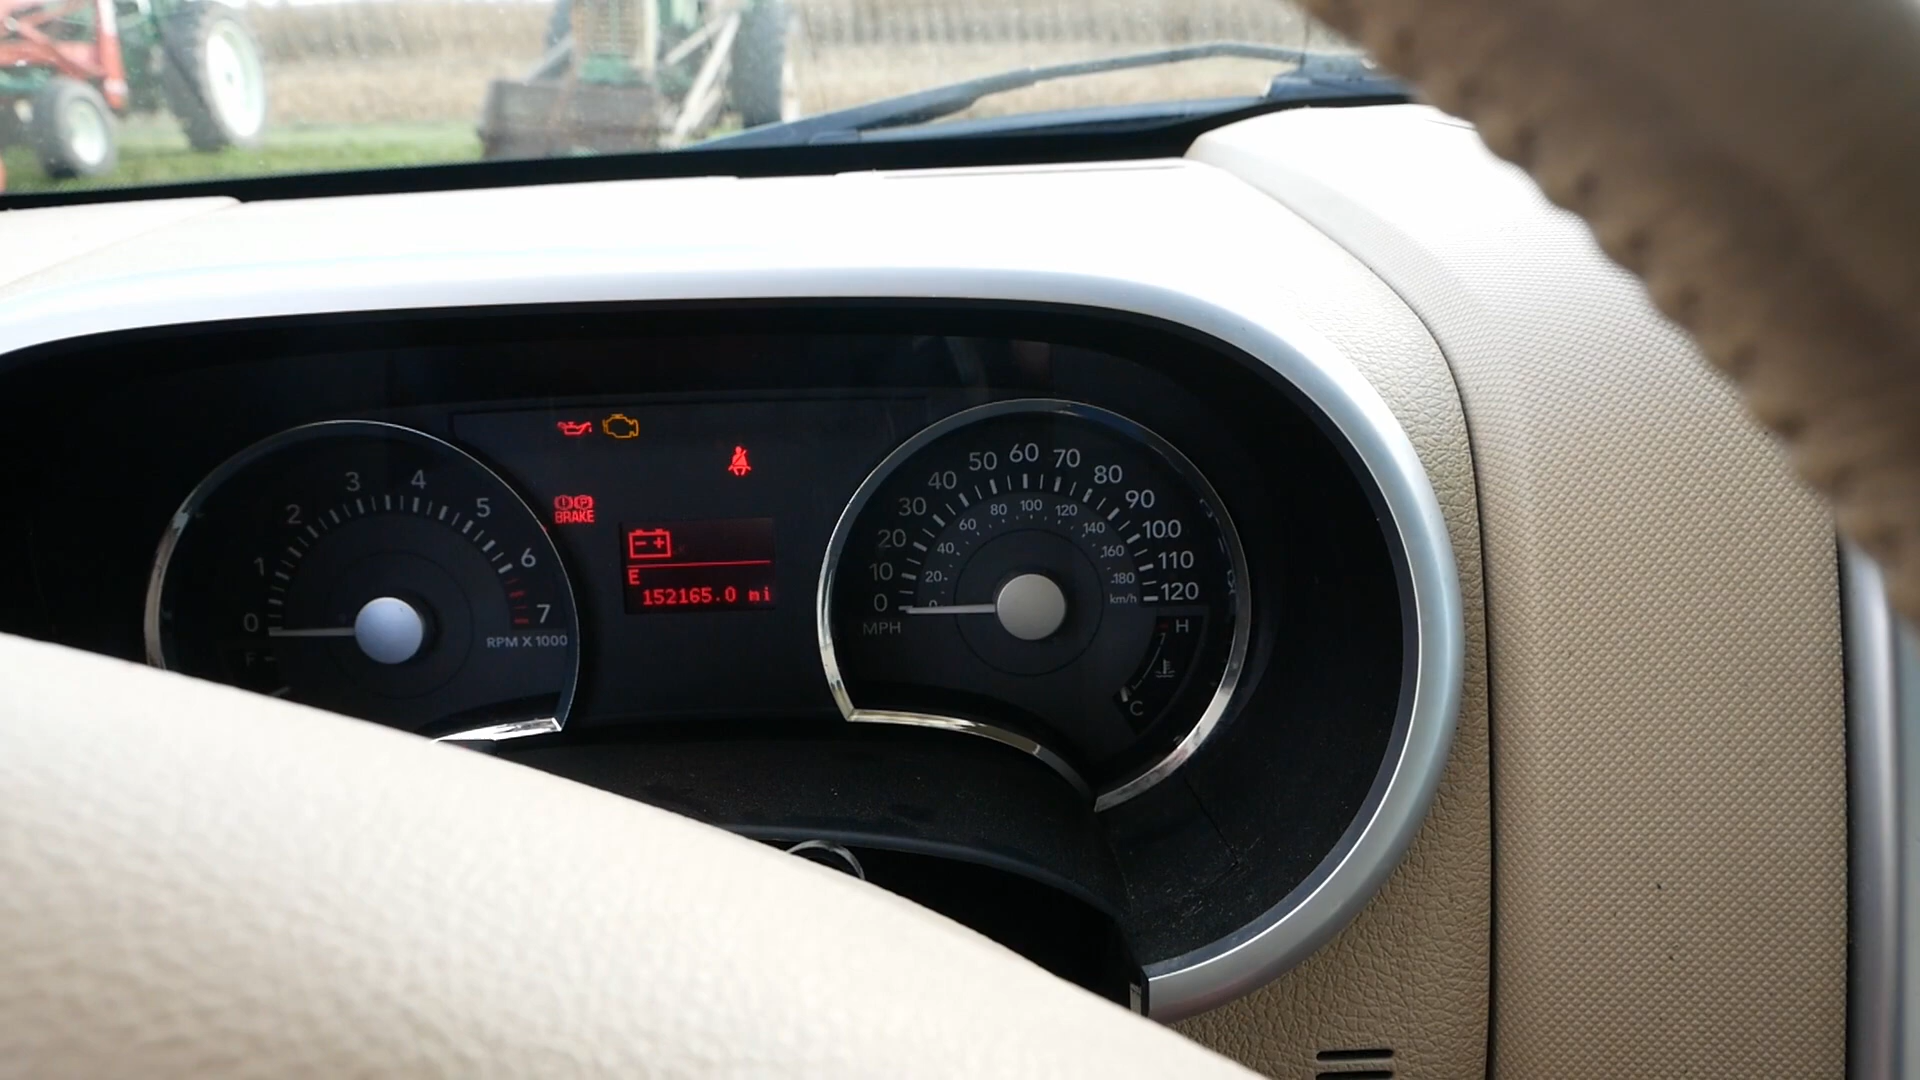 0 1 2 3 4 5 6 7
RPM X 1000
F
BRAKE
E
152165.0 mi
0 10 20 30 40 50 60 70 80 90 100 110 120
MPH
0 20 40 60 80 100 120 140 160 180
km/h
H
C